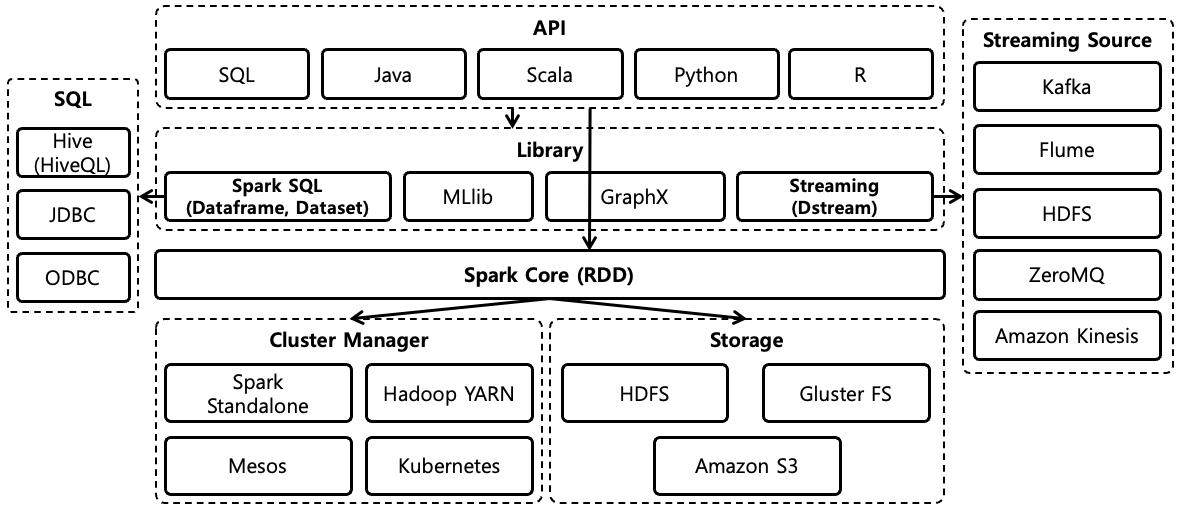 API
SQL
Java
Scala
Python
R
SQL
Hive
(HiveQL)
JDBC
ODBC
Library
Spark SQL
(Dataframe, Dataset)
MLlib
GraphX
Streaming
(Dstream)
Spark Core (RDD)
Cluster Manager
Spark
Standalone
Hadoop YARN
Mesos
Kubernetes
Storage
HDFS
Gluster FS
Amazon S3
Streaming Source
Kafka
Flume
HDFS
ZeroMQ
Amazon Kinesis